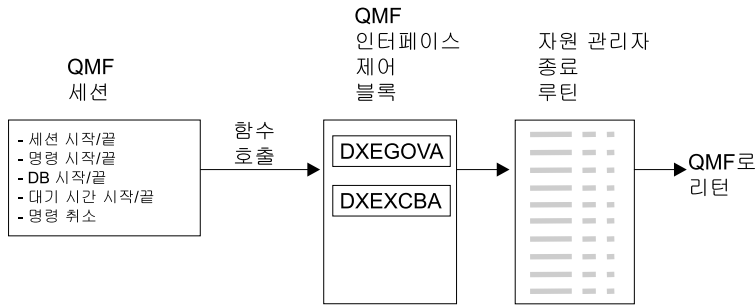 QMF
세션
- 세션 시작/끝
- 명령 시작/끝
- DB 시작/끝
- 대기 시간 시작/끝
- 명령 취소
함수
호출
QMF
인터페이스
제어
블록
DXEGOVA
DXEXCBA
자원 관리자
종료
루틴
QMF로
리턴